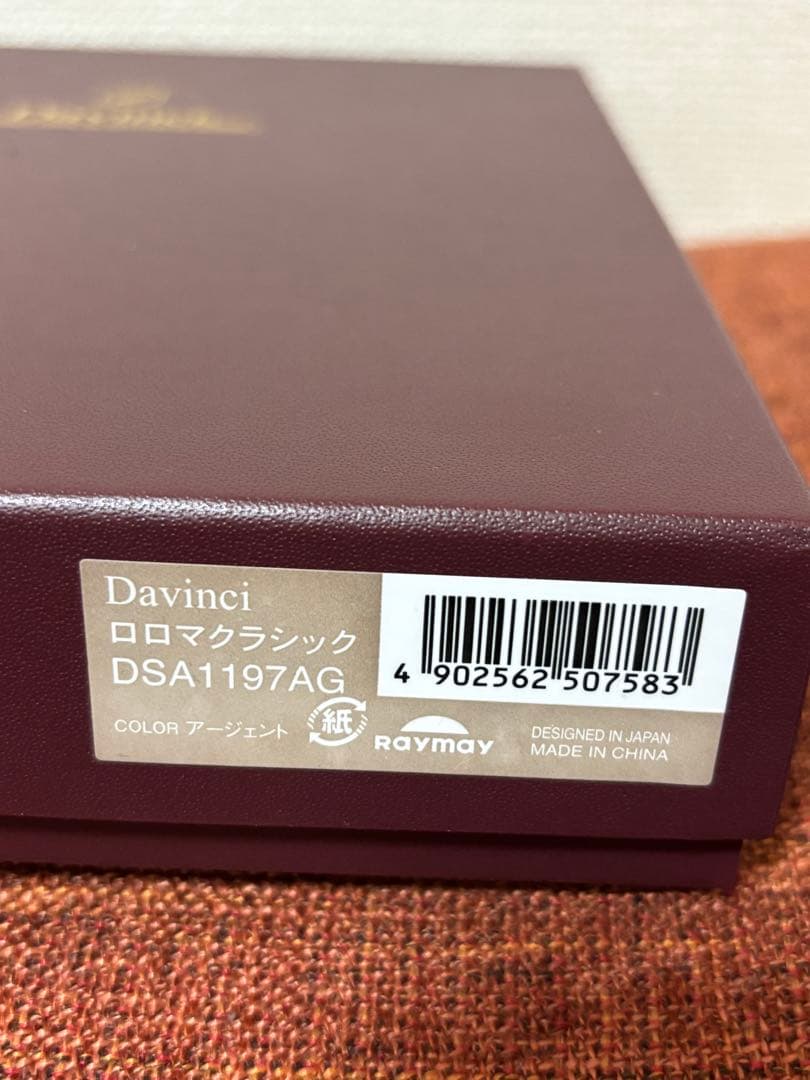 Davinci
ロロマクラシック
DSA1197AG
4 902562 507583
COLOR アージェント
紙
Raymay
DESIGNED IN JAPAN
MADE IN CHINA